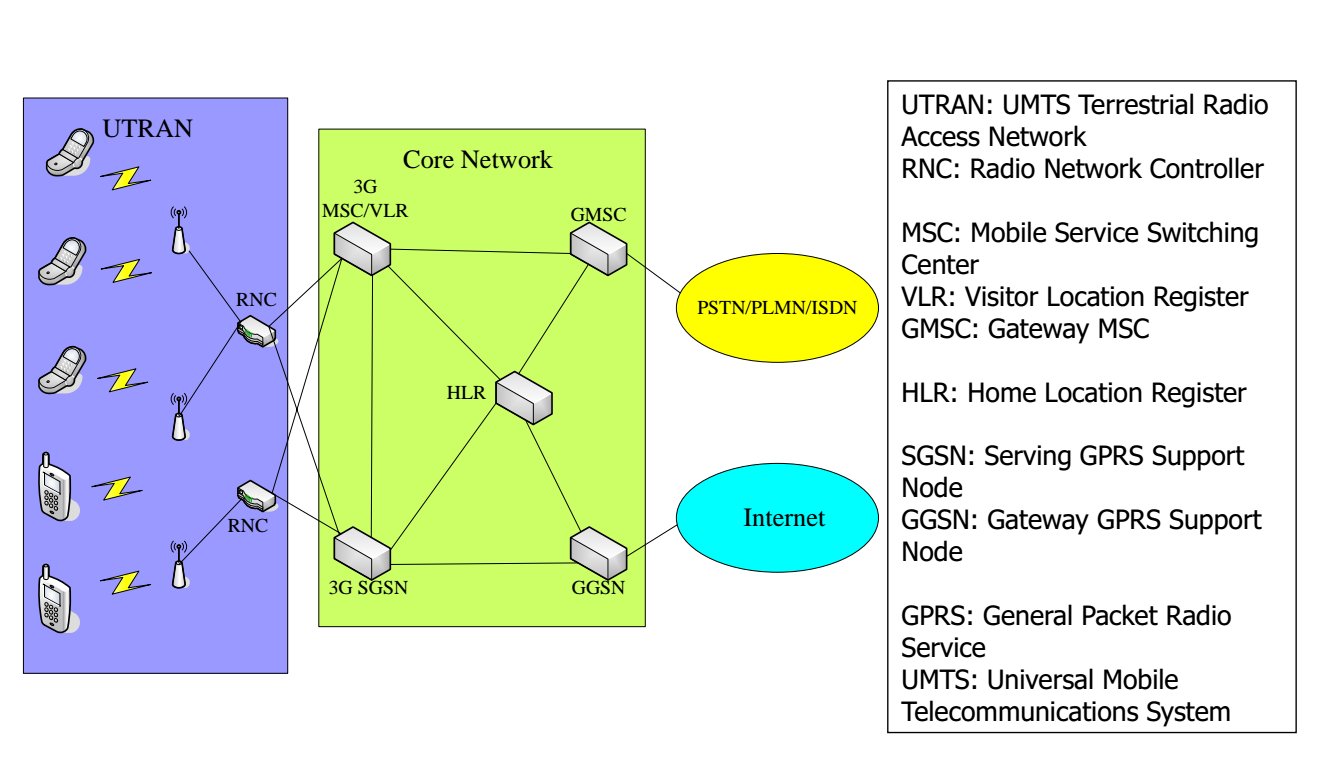 UTRAN
RNC
RNC
Core Network
3G
MSC/VLR
GMSC
HLR
3G SGSN
GGSN
PSTN/PLMN/ISDN
Internet
UTRAN: UMTS Terrestrial Radio
Access Network
RNC: Radio Network Controller
MSC: Mobile Service Switching
Center
VLR: Visitor Location Register
GMSC: Gateway MSC
HLR: Home Location Register
SGSN: Serving GPRS Support
Node
GGSN: Gateway GPRS Support
Node
GPRS: General Packet Radio
Service
UMTS: Universal Mobile
Telecommunications System